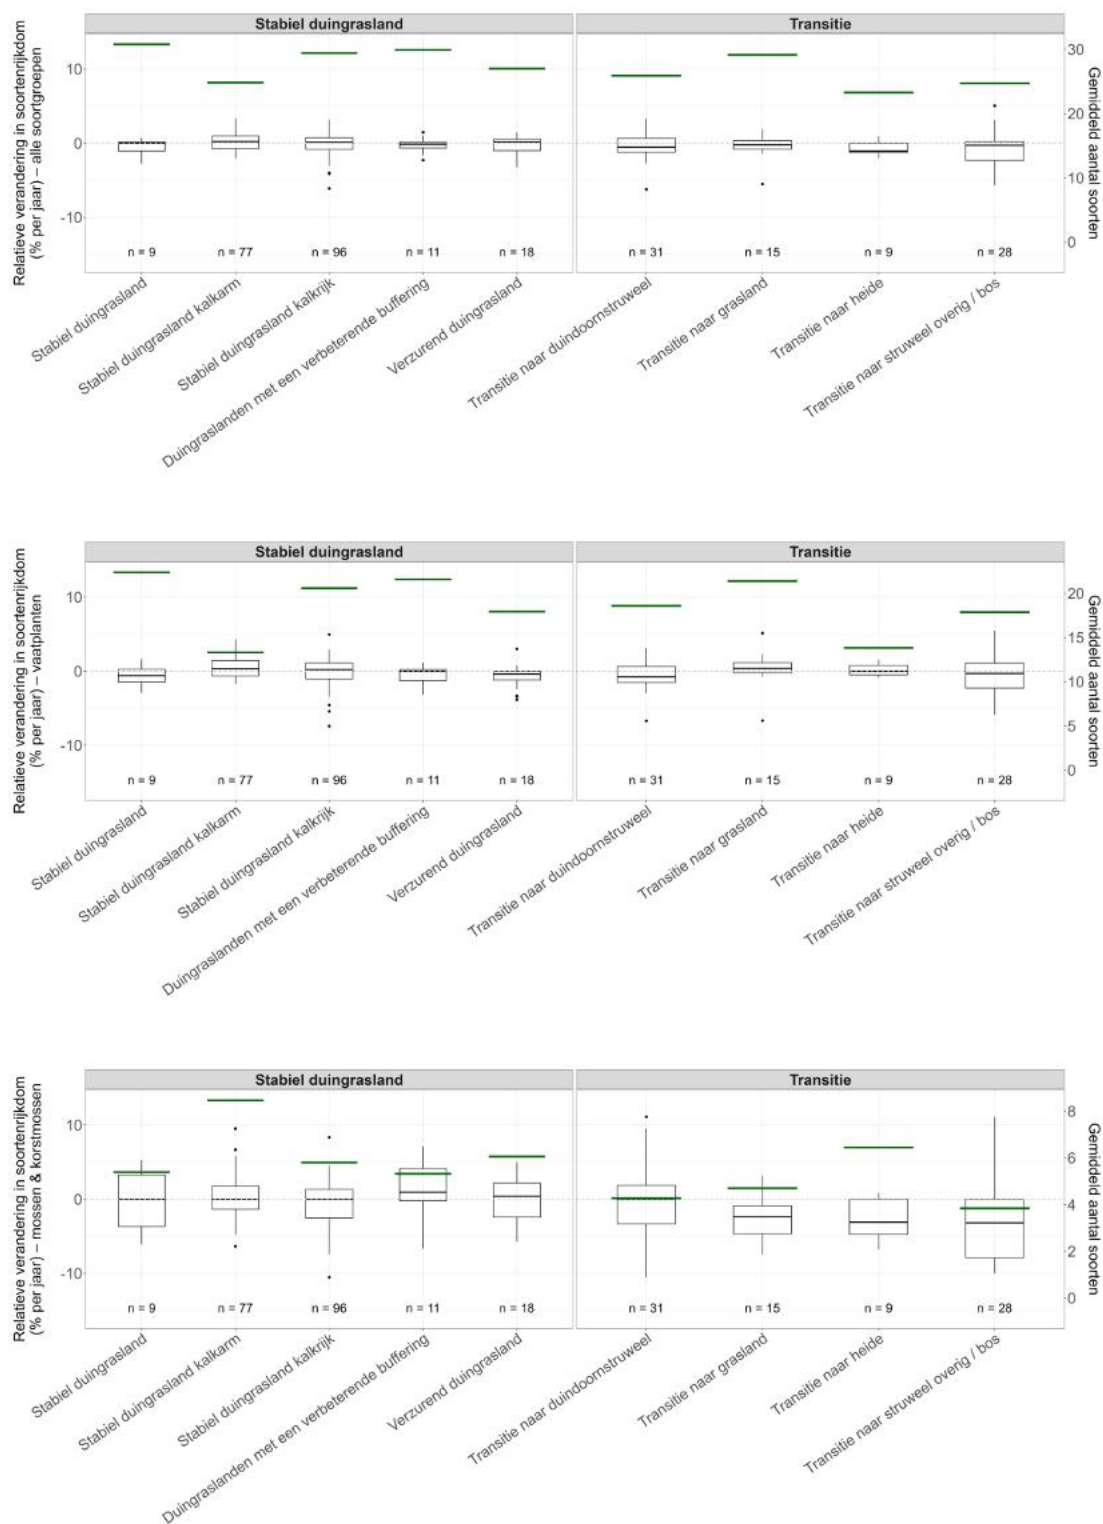 Stabiel duingrasland
Transitie
Relatieve verandering in soortenrijkdom
(% per jaar) – alle soortgroepen
10
0
-10
30
20
10
0
Gemiddeld aantal soorten
n = 9
n = 77
n = 96
n = 11
n = 18
n = 31
n = 15
n = 9
n = 28
Stabiel duingrasland
Stabiel duingrasland kalkarm
Stabiel duingrasland kalkrijk
Duingraslanden met een verbeterende buffering
Verzurend duingrasland
Transitie naar duindoornstruweel
Transitie naar grasland
Transitie naar heide
Transitie naar struweel overig / bos
Stabiel duingrasland
Transitie
Relatieve verandering in soortenrijkdom
(% per jaar) – vaatplanten
10
0
-10
20
15
10
5
0
Gemiddeld aantal soorten
n = 9
n = 77
n = 96
n = 11
n = 18
n = 31
n = 15
n = 9
n = 28
Stabiel duingrasland
Stabiel duingrasland kalkarm
Stabiel duingrasland kalkrijk
Duingraslanden met een verbeterende buffering
Verzurend duingrasland
Transitie naar duindoornstruweel
Transitie naar grasland
Transitie naar heide
Transitie naar struweel overig / bos
Stabiel duingrasland
Transitie
Relatieve verandering in soortenrijkdom
(% per jaar) – mossen & korstmossen
10
0
-10
8
6
4
2
0
Gemiddeld aantal soorten
n = 9
n = 77
n = 96
n = 11
n = 18
n = 31
n = 15
n = 9
n = 28
Stabiel duingrasland
Stabiel duingrasland kalkarm
Stabiel duingrasland kalkrijk
Duingraslanden met een verbeterende buffering
Verzurend duingrasland
Transitie naar duindoornstruweel
Transitie naar grasland
Transitie naar heide
Transitie naar struweel overig / bos